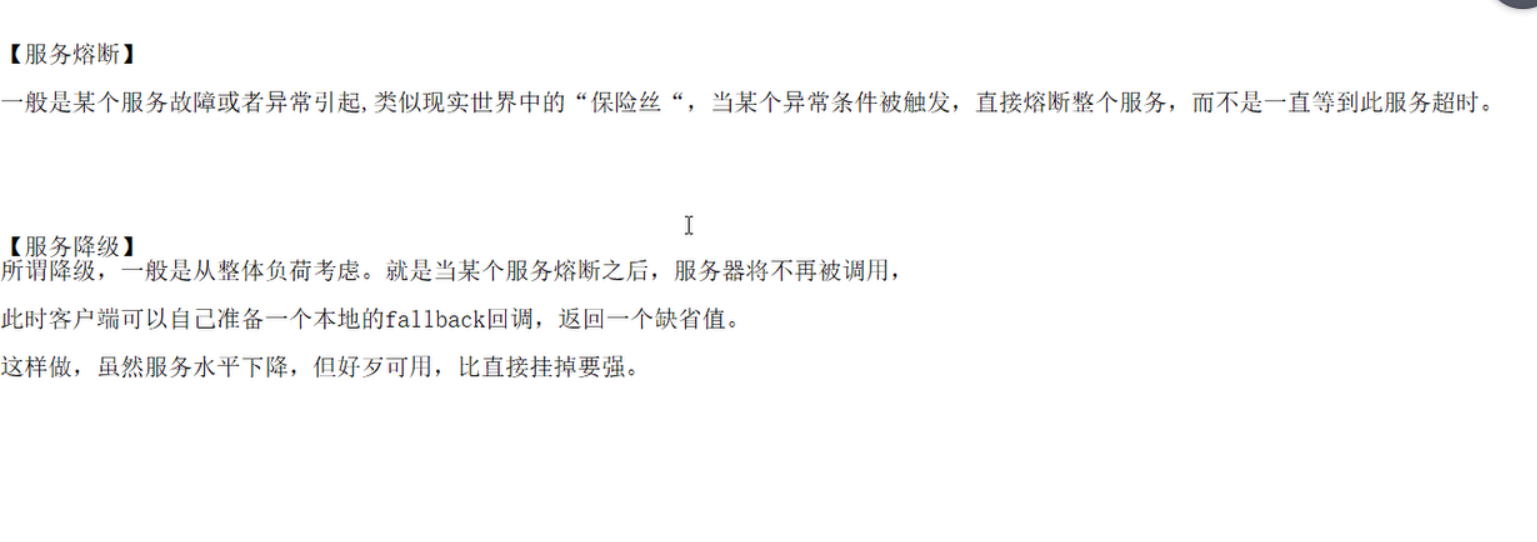 【服务熔断】
一般是某个服务故障或者异常引起,类似现实世界中的“保险丝“，当某个异常条件被触发，直接熔断整个服务，而不是一直等到此服务超时。
【服务降级】
所谓降级，一般是从整体负荷考虑。就是当某个服务熔断之后，服务器将不再被调用，
此时客户端可以自己准备一个本地的fallback回调，返回一个缺省值。
这样做，虽然服务水平下降，但好歹可用，比直接挂掉要强。